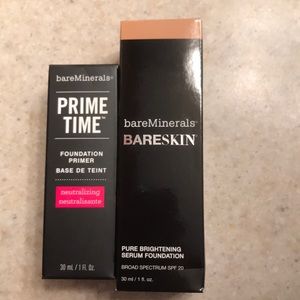 bareMinerals
PRIME
TIME™
FOUNDATION
PRIMER
BASE DE TEINT
neutralizing
neutralisante
30 mL / 1 fl. oz.
bareMinerals®
BARESKIN®
PURE BRIGHTENING
SERUM FOUNDATION
BROAD SPECTRUM SPF 20
30 ml / 1 fl. oz.